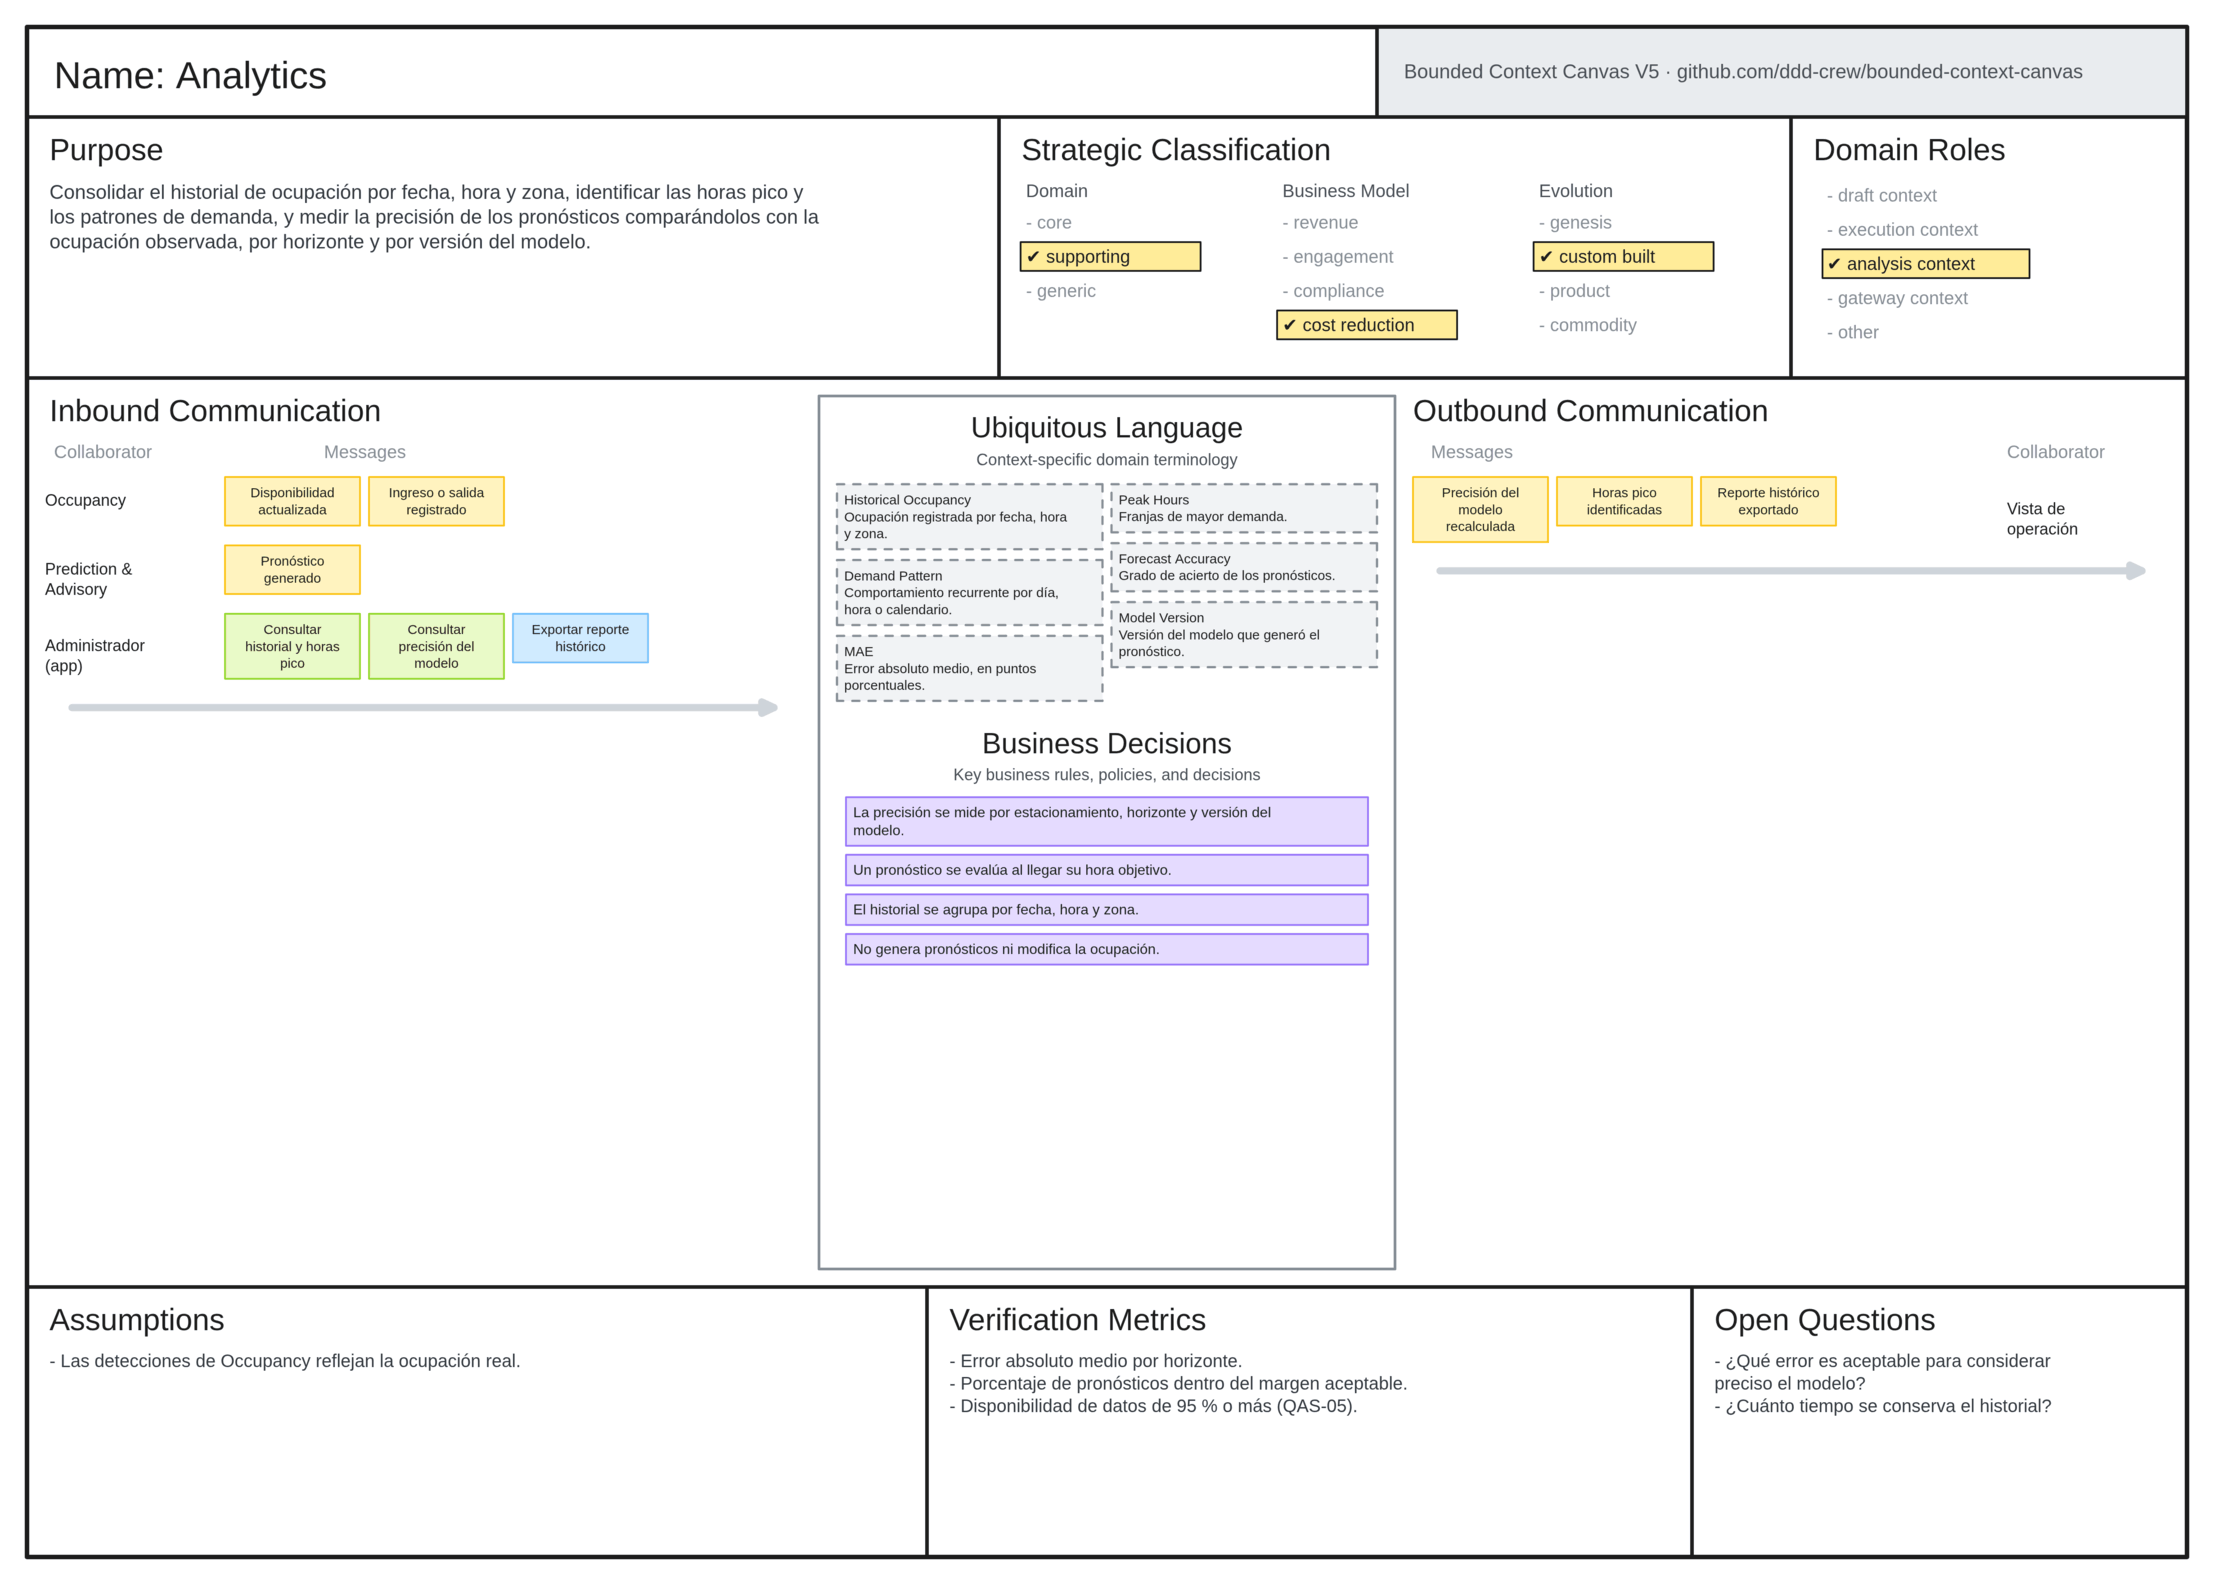 Name: Analytics
Bounded Context Canvas V5 · github.com/ddd-crew/bounded-context-canvas
Purpose
Consolidar el historial de ocupación por fecha, hora y zona, identificar las horas pico y
los patrones de demanda, y medir la precisión de los pronósticos comparándolos con la
ocupación observada, por horizonte y por versión del modelo.
Strategic Classification
Domain
- core
✔ supporting
- generic
Business Model
- revenue
- engagement
- compliance
✔ cost reduction
Evolution
- genesis
✔ custom built
- product
- commodity
Domain Roles
- draft context
- execution context
✔ analysis context
- gateway context
- other
Inbound Communication
Collaborator
Messages
Occupancy
Disponibilidad
actualizada
Ingreso o salida
registrado
Prediction &
Advisory
Pronóstico
generado
Administrador
(app)
Consultar
historial y horas
pico
Consultar
precisión del
modelo
Exportar reporte
histórico
Ubiquitous Language
Context-specific domain terminology
Historical Occupancy
Ocupación registrada por fecha, hora
y zona.
Demand Pattern
Comportamiento recurrente por día,
hora o calendario.
MAE
Error absoluto medio, en puntos
porcentuales.
Peak Hours
Franjas de mayor demanda.
Forecast Accuracy
Grado de acierto de los pronósticos.
Model Version
Versión del modelo que generó el
pronóstico.
Business Decisions
Key business rules, policies, and decisions
La precisión se mide por estacionamiento, horizonte y versión del
modelo.
Un pronóstico se evalúa al llegar su hora objetivo.
El historial se agrupa por fecha, hora y zona.
No genera pronósticos ni modifica la ocupación.
Outbound Communication
Messages
Collaborator
Precisión del
modelo
recalculada
Horas pico
identificadas
Reporte histórico
exportado
Vista de
operación
Assumptions
- Las detecciones de Occupancy reflejan la ocupación real.
Verification Metrics
- Error absoluto medio por horizonte.
- Porcentaje de pronósticos dentro del margen aceptable.
- Disponibilidad de datos de 95 % o más (QAS-05).
Open Questions
- ¿Qué error es aceptable para considerar
preciso el modelo?
- ¿Cuánto tiempo se conserva el historial?